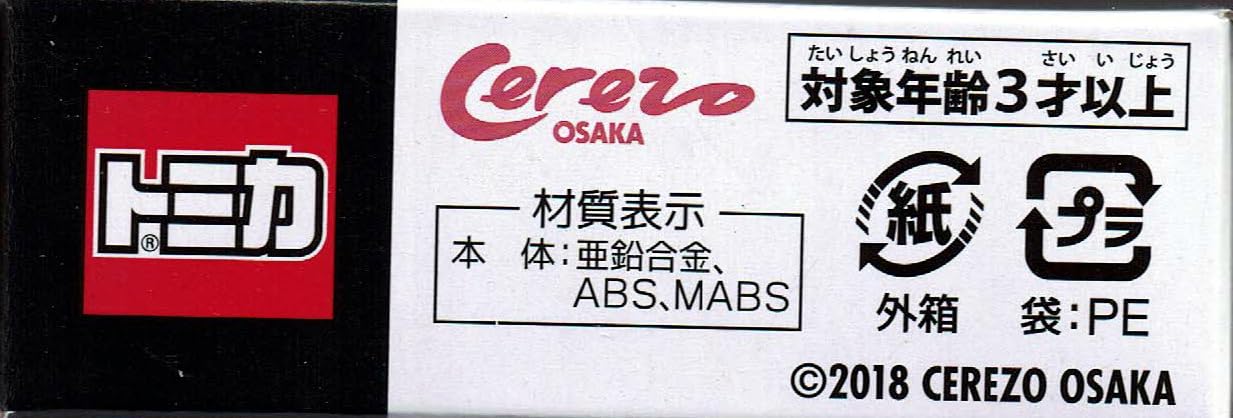 トミカ
®
Cerezo
OSAKA
たいしょうねんれい さいいじょう
対象年齢3才以上
材質表示
本 体:亜鉛合金、
ABS、MABS
紙
外箱
プラ
袋:PE
©2018 CEREZO OSAKA